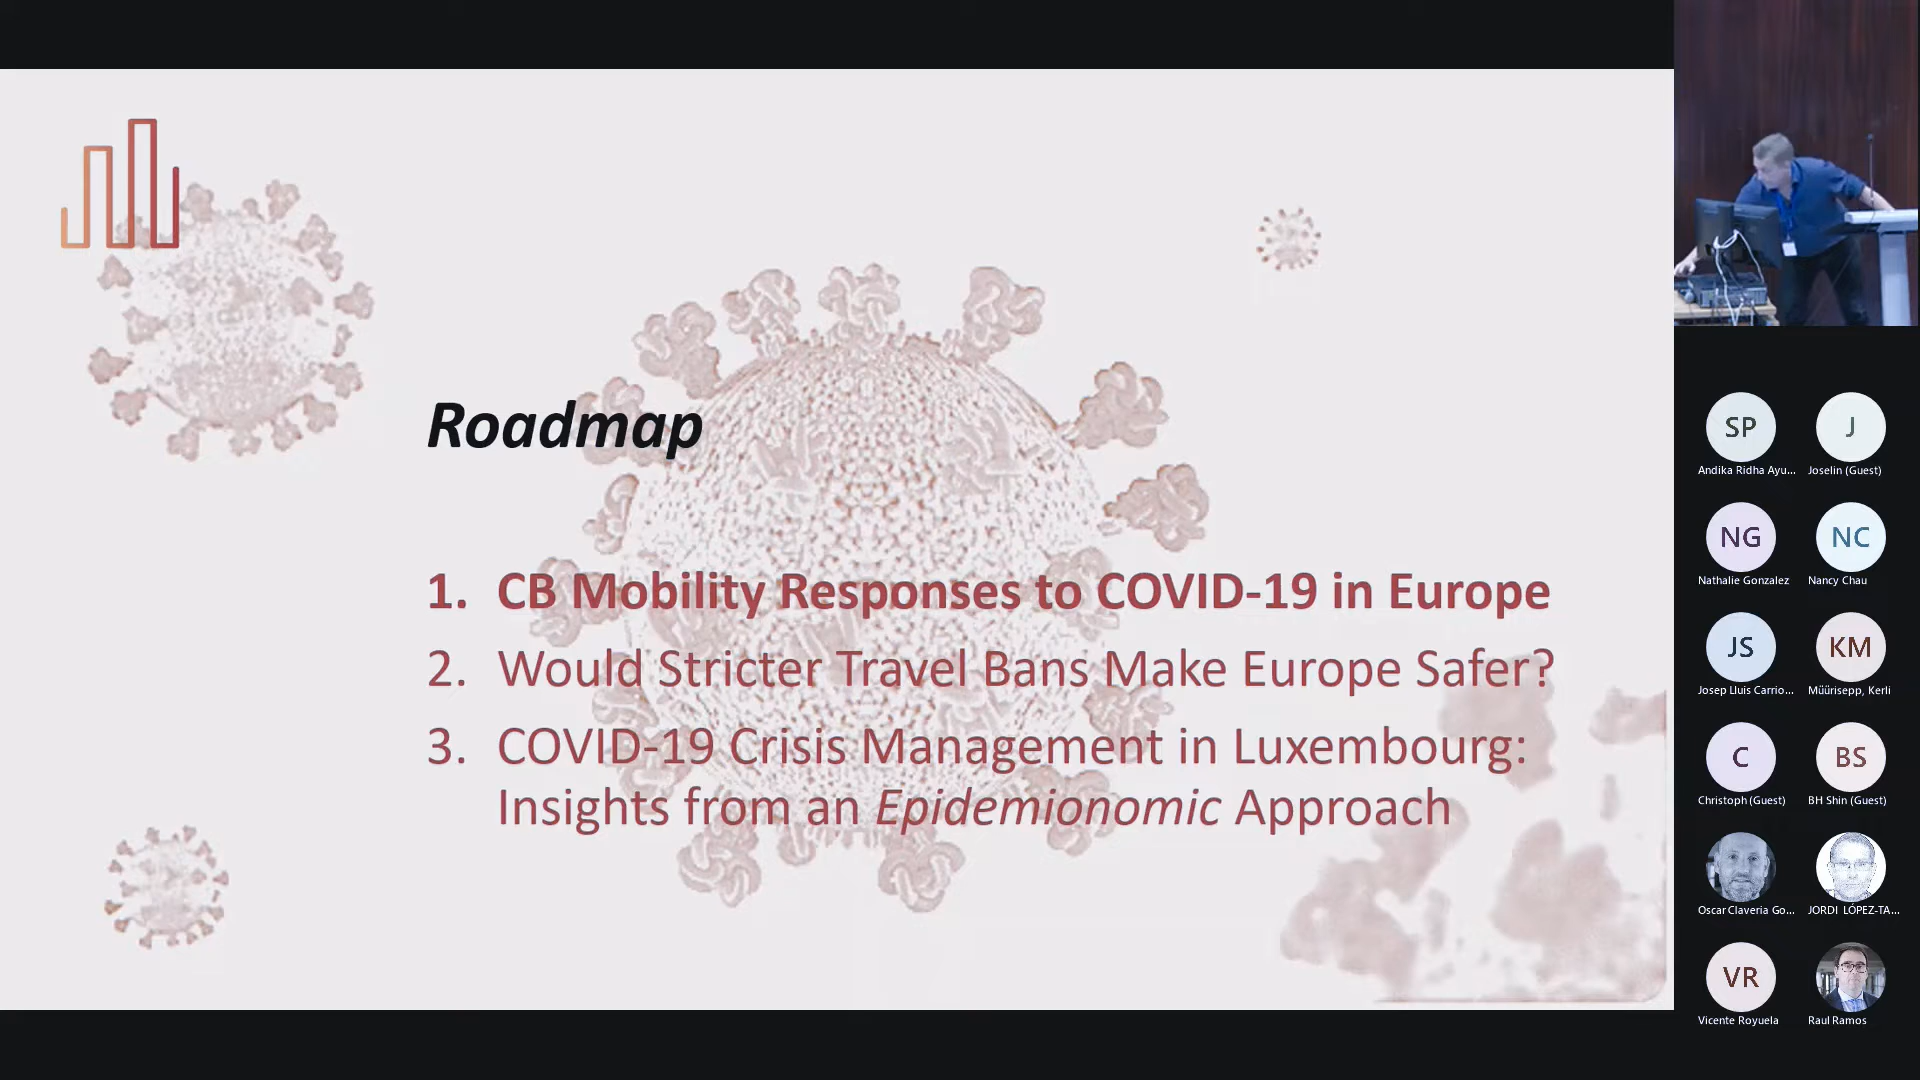 Roadmap
1. CB Mobility Responses to COVID-19 in Europe
2. Would Stricter Travel Bans Make Europe Safer?
3. COVID-19 Crisis Management in Luxembourg:
Insights from an Epidemionomic Approach
SP
J
Andika Ridha Ayu...
Joselin (Guest)
NG
NC
Nathalie Gonzalez
Nancy Chau
JS
KM
Josep Lluis Carrio...
Müürisepp, Kerli
C
BS
Christoph (Guest)
BH Shin (Guest)
Oscar Claveria Go...
JORDI LÓPEZ-TA...
VR
Vicente Royuela
Raul Ramos